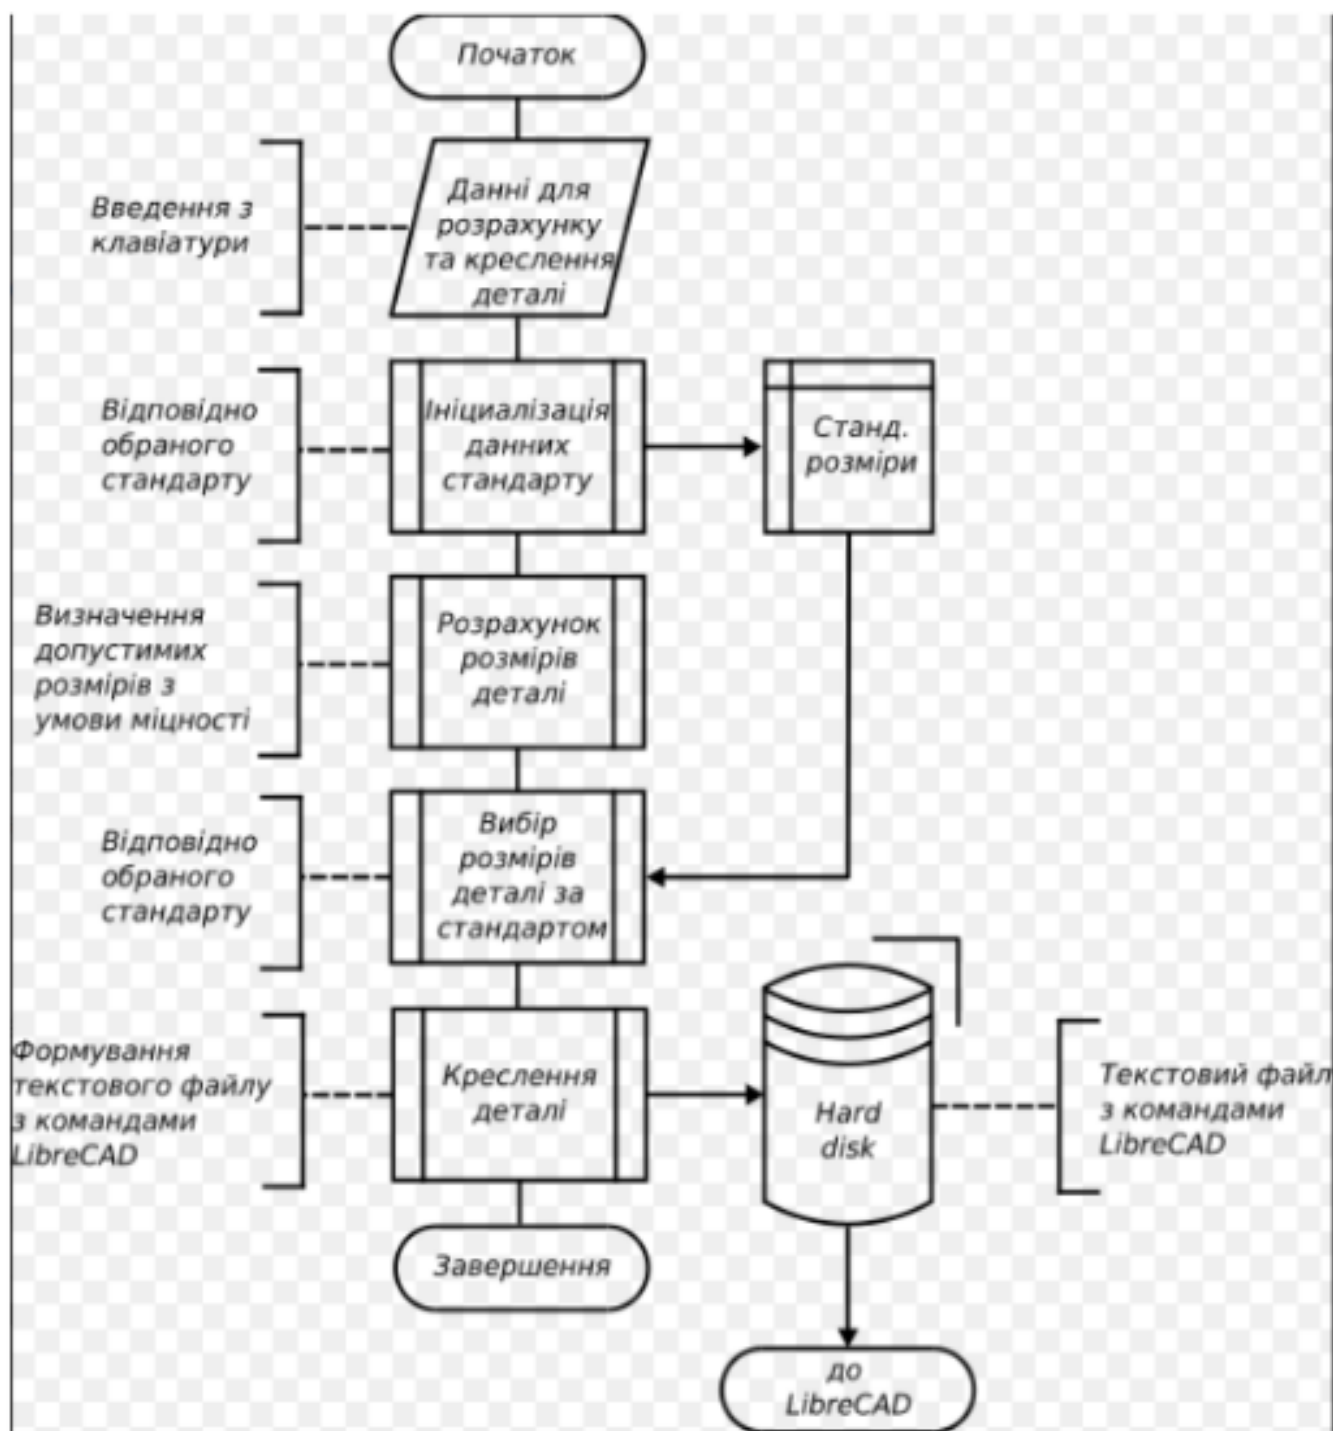 Початок
Введення з
клавіатури
Данні для
розрахунку
та креслення
деталі
Відповідно
обраного
стандарту
Ініциалізація
данних
стандарту
Станд.
розміри
Визначення
допустимих
розмірів з
умови міцності
Розрахунок
розмірів
деталі
Відповідно
обраного
стандарту
Вибір
розмірів
деталі за
стандартом
Формування
текстового файлу
з командами
LibreCAD
Креслення
деталі
Hard
disk
Текстовий файл
з командами
LibreCAD
Завершення
до
LibreCAD